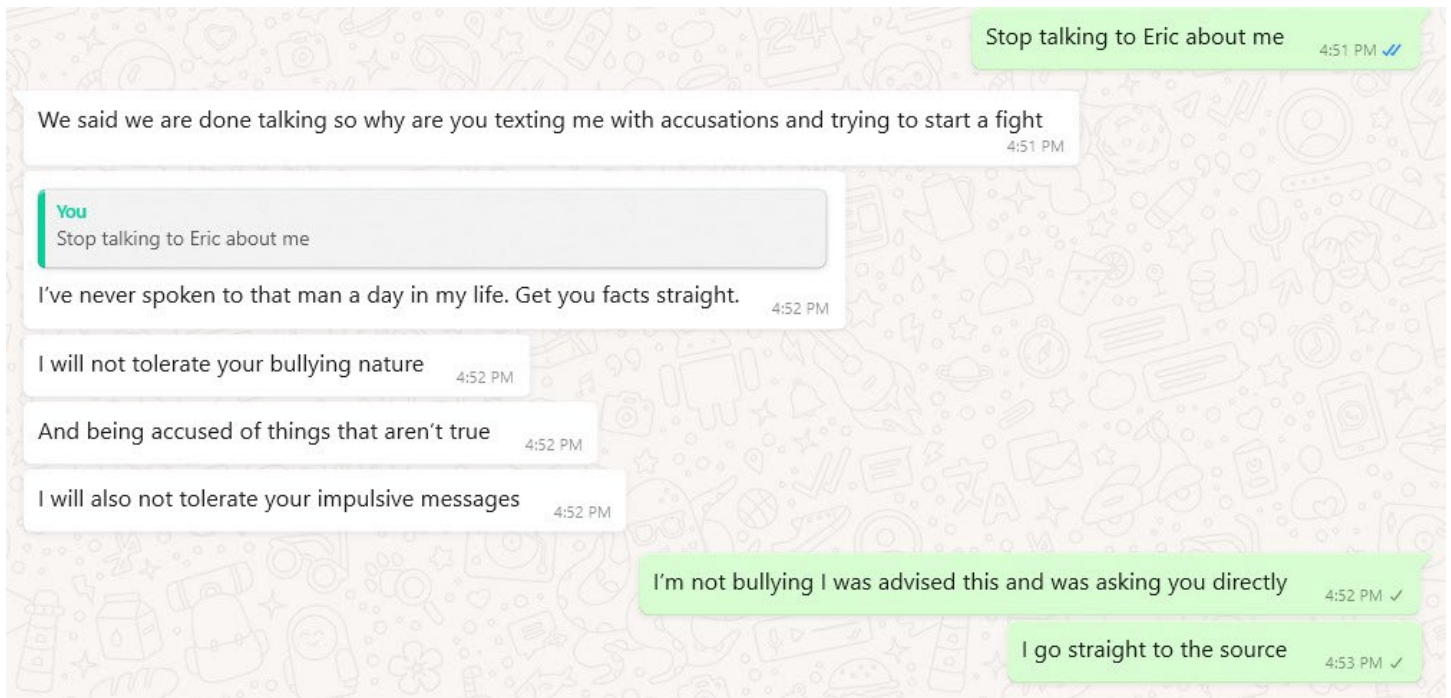 Stop talking to Eric about me
4:51 PM
We said we are done talking so why are you texting me with accusations and trying to start a fight
4:51 PM
You
Stop talking to Eric about me
I've never spoken to that man a day in my life. Get you facts straight.
4:52 PM
I will not tolerate your bullying nature
4:52 PM
And being accused of things that aren't true
4:52 PM
I will also not tolerate your impulsive messages
4:52 PM
I'm not bullying I was advised this and was asking you directly
4:52 PM
I go straight to the source
4:53 PM